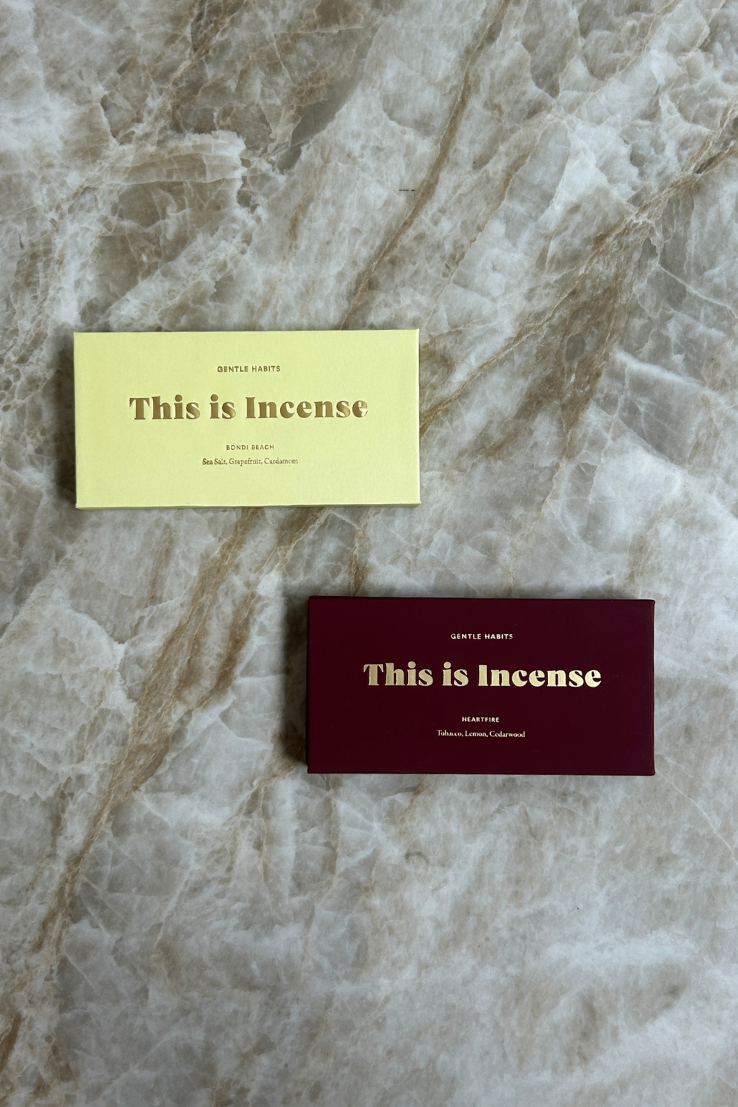 GENTLE HABITS
This is Incense
BONDI BEACH
Sea Salt, Grapefruit, Cardamom
GENTLE HABITS
This is Incense
HEARTFIRE
Tobacco, Lemon, Cedarwood